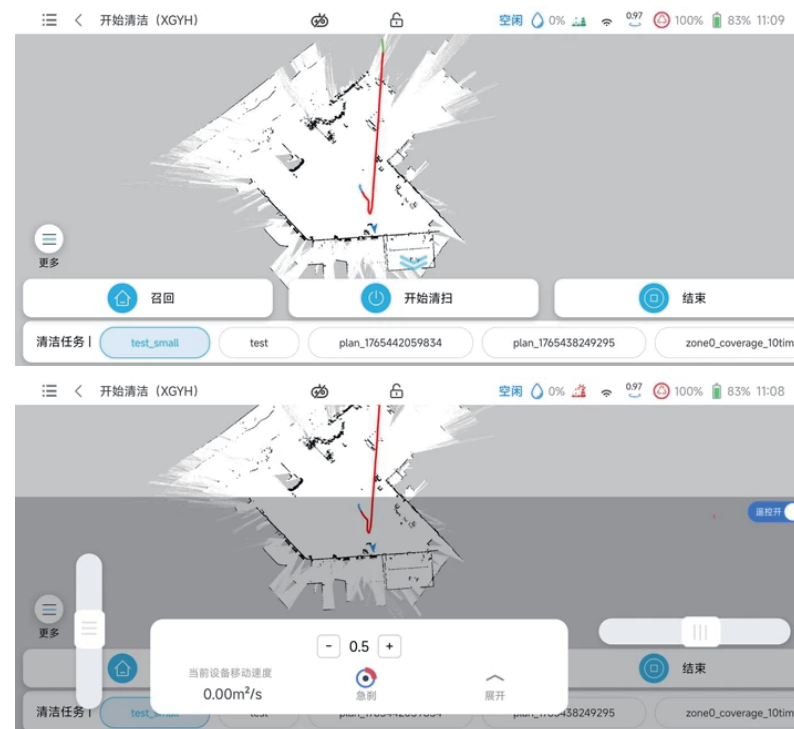 开始清洁 (XGYH) 空闲 0% 0.97 100% 83% 11:09
更多
召回 开始清扫 结束
清洁任务 | test_small test plan_1765442059834 plan_1765438249295 zone0_coverage_10tim
开始清洁 (XGYH) 空闲 0% 0.97 100% 83% 11:08
遥控开
更多
- 0.5 +
当前设备移动速度
0.00m²/s 急刹 展开
结束
清洁任务 | test_small test plan_1765438249295 zone0_coverage_10tim